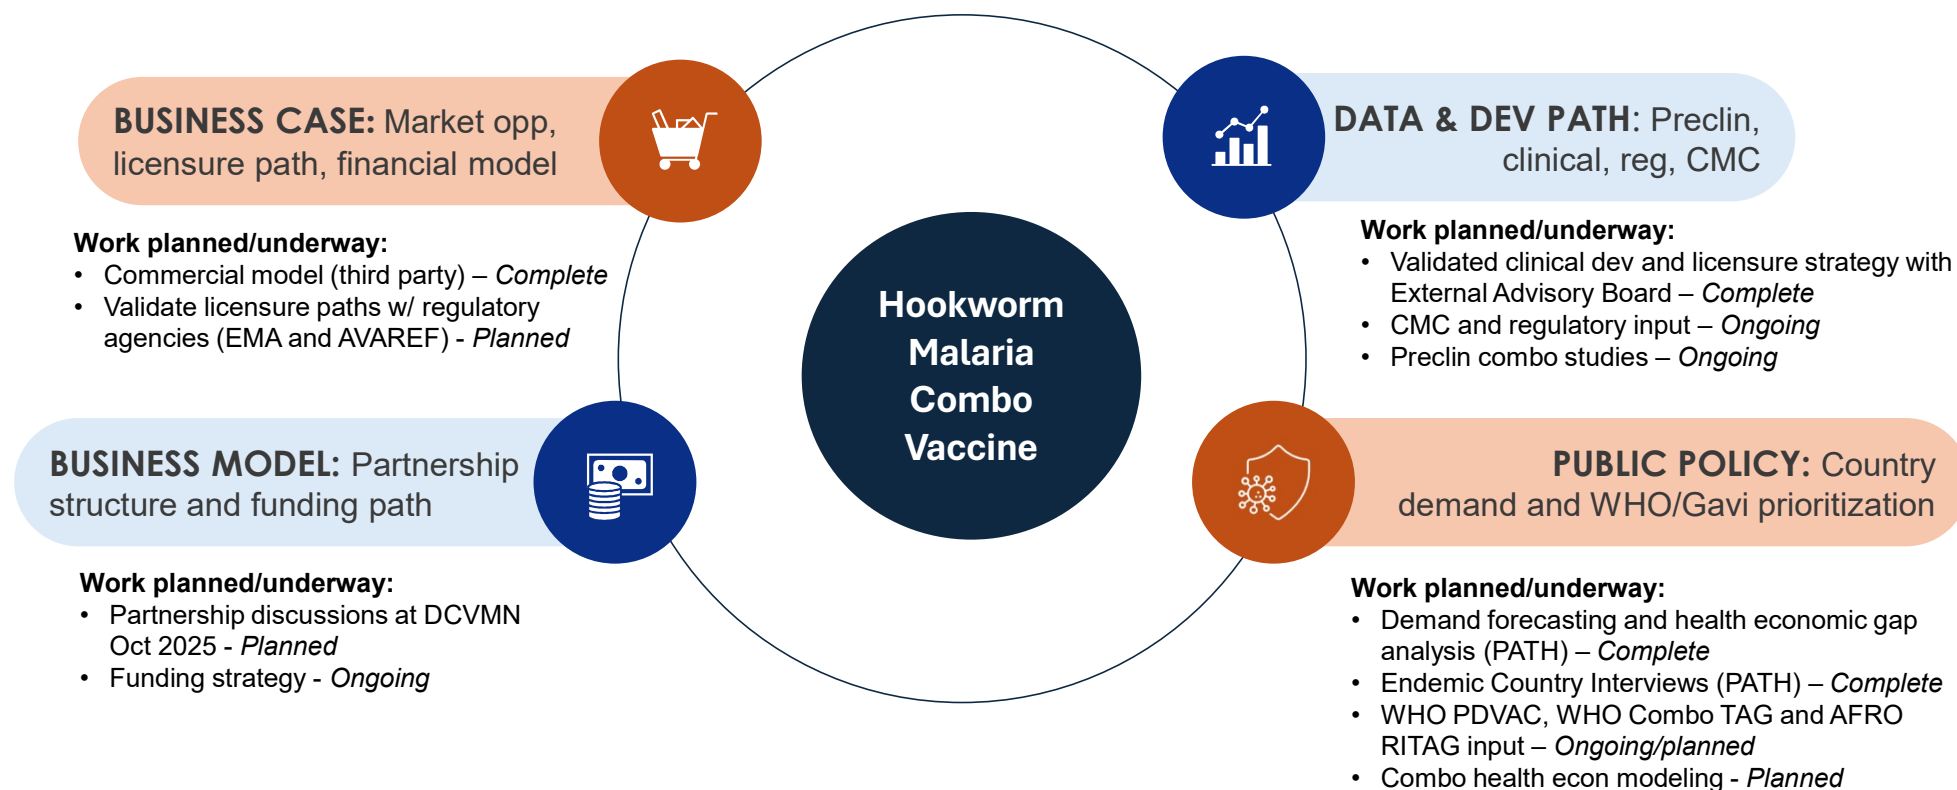 BUSINESS CASE: Market opp,
licensure path, financial model
Work planned/underway:
• Commercial model (third party) – Complete
• Validate licensure paths w/ regulatory
agencies (EMA and AVAREF) - Planned
DATA & DEV PATH: Preclin,
clinical, reg, CMC
Work planned/underway:
• Validated clinical dev and licensure strategy with
External Advisory Board – Complete
• CMC and regulatory input – Ongoing
• Preclin combo studies – Ongoing
Hookworm
Malaria
Combo
Vaccine
BUSINESS MODEL: Partnership
structure and funding path
Work planned/underway:
• Partnership discussions at DCVMN
Oct 2025 - Planned
• Funding strategy - Ongoing
PUBLIC POLICY: Country
demand and WHO/Gavi prioritization
Work planned/underway:
• Demand forecasting and health economic gap
analysis (PATH) – Complete
• Endemic Country Interviews (PATH) – Complete
• WHO PDVAC, WHO Combo TAG and AFRO
RITAG input – Ongoing/planned
• Combo health econ modeling - Planned